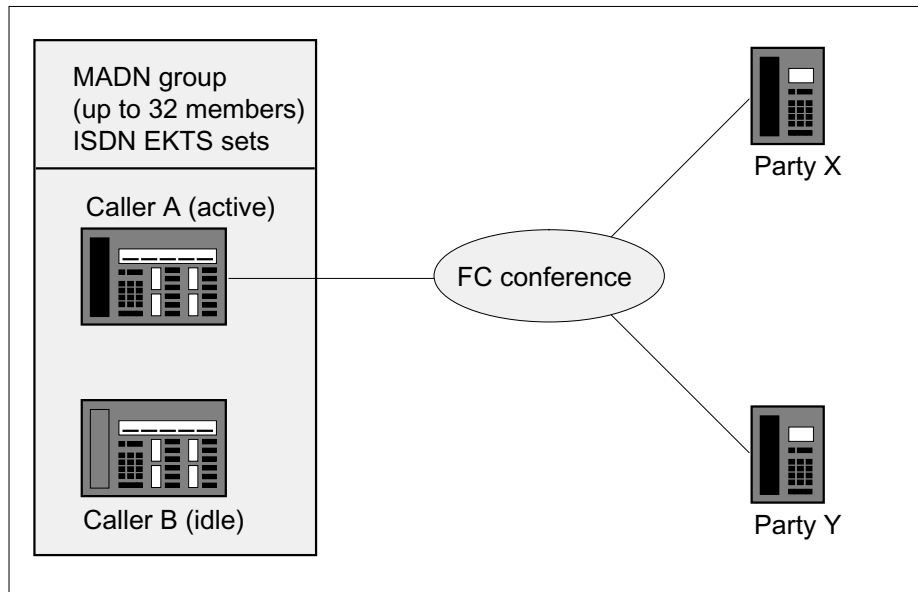 MADN group
(up to 32 members)
ISDN EKTS sets
Caller A (active)
Caller B (idle)
FC conference
Party X
Party Y